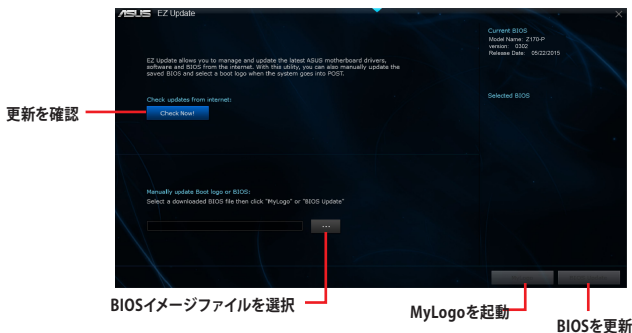 ASUS EZ Update
Current BIOS
Model Name: Z170-P
version: 0302
Release Date: 05/22/2015
EZ Update allows you to manage and update the latest ASUS motherboard drivers,
software and BIOS from the internet. With this utility, you can also manually update the
saved BIOS and select a boot logo when the system goes into POST.
Check updates from internet:
Selected BIOS
Check Now!
更新を確認
Manually update Boot logo or BIOS:
Select a downloaded BIOS file then click "MyLogo" or "BIOS Update"
...
BIOSイメージファイルを選択
MyLogoを起動
BIOSを更新